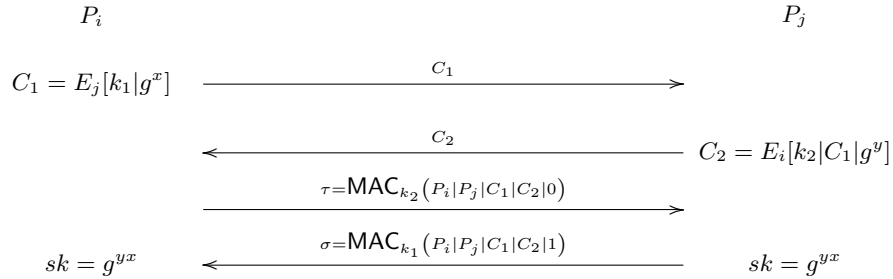 P_i P_j
C_1 = E_j[k_1|g^x] C_1
C_2 C_2 = E_i[k_2|C_1|g^y]
τ=MAC_{k_2}(P_i|P_j|C_1|C_2|0)
σ=MAC_{k_1}(P_i|P_j|C_1|C_2|1)
sk = g^{yx} sk = g^{yx}